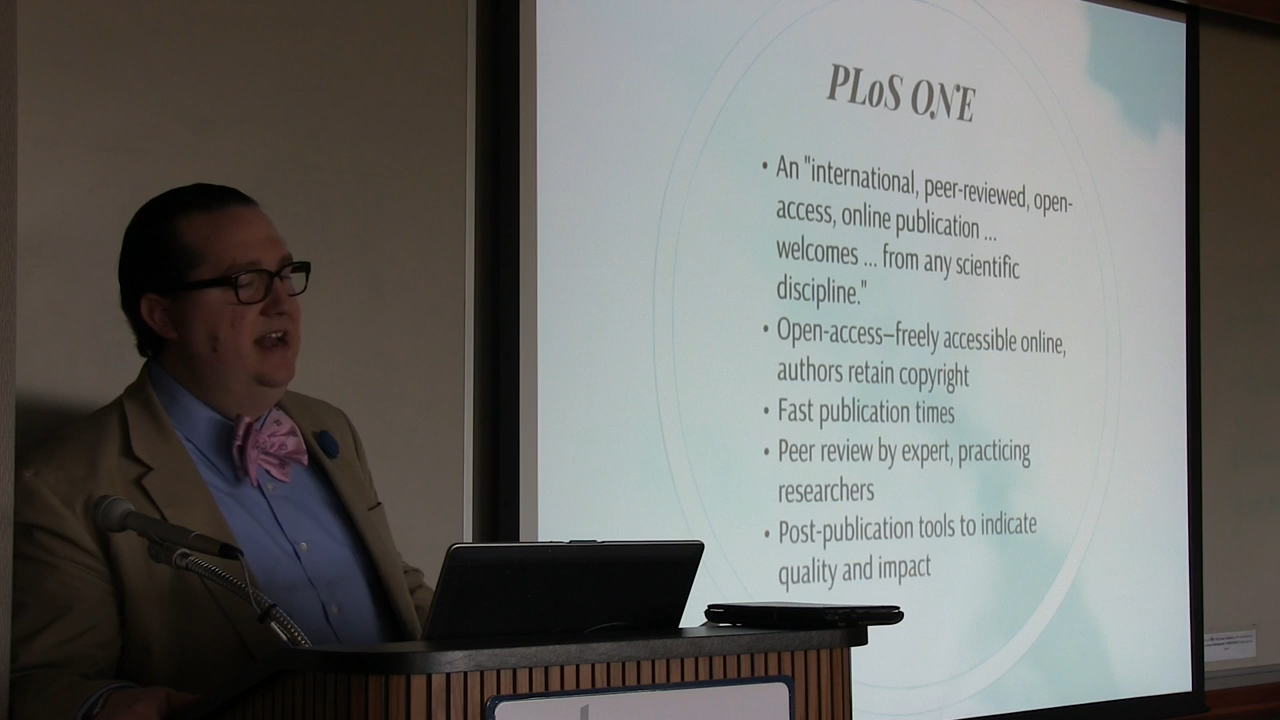 PLoS ONE
• An "international, peer-reviewed, open-
access, online publication ...
welcomes ... from any scientific
discipline."
• Open-access—freely accessible online,
authors retain copyright
• Fast publication times
• Peer review by expert, practicing
researchers
• Post-publication tools to indicate
quality and impact